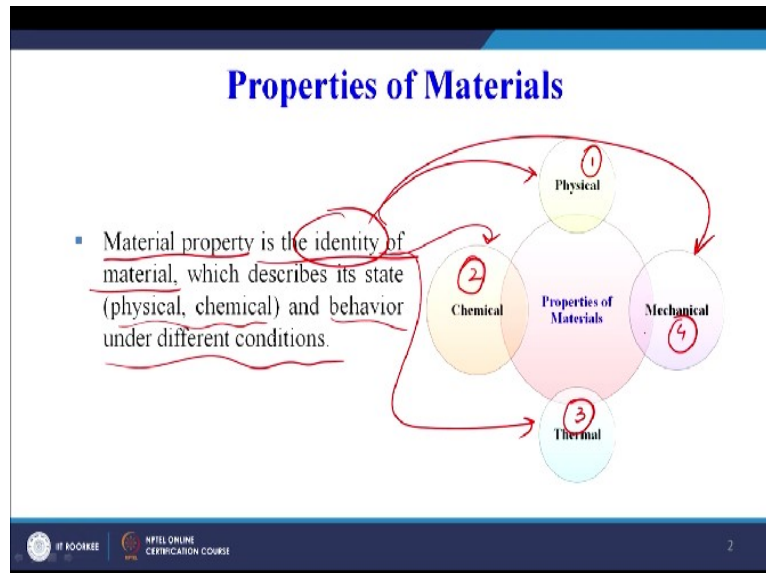 Properties of Materials
▪ Material property is the identity of
material, which describes its state
(physical, chemical) and behavior
under different conditions.
1
Physical
2
Chemical
Properties of
Materials
Mechanical
4
3
Thermal
IIT ROORKEE
NPTEL ONLINE
CERTIFICATION COURSE
2